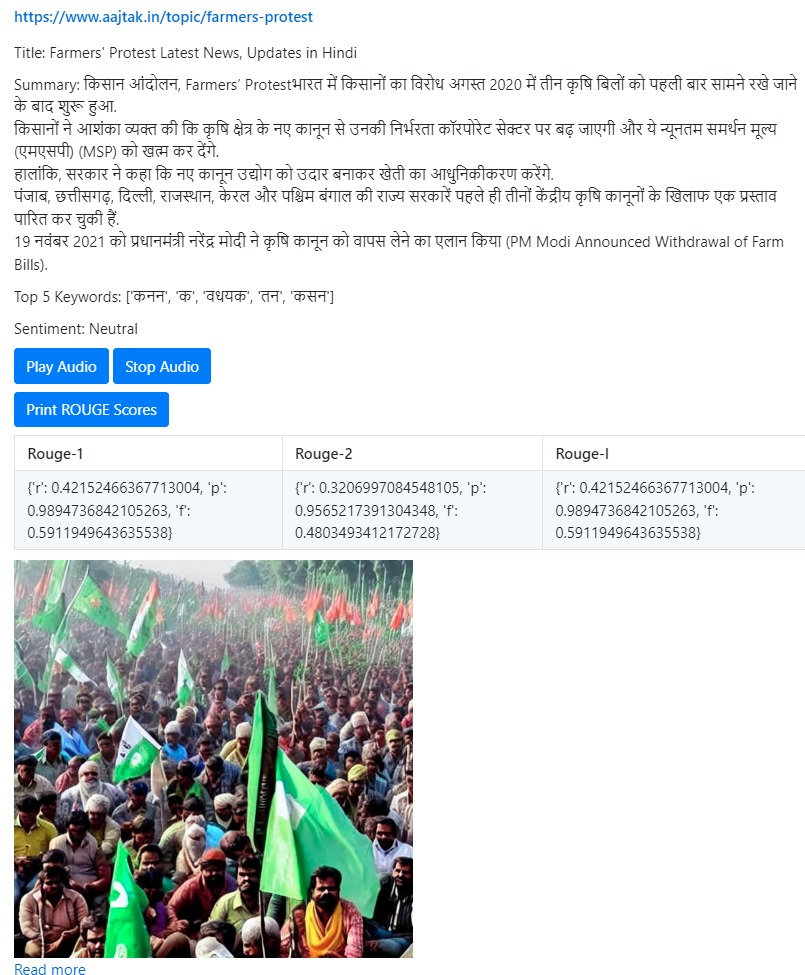 https://www.aajtak.in/topic/farmers-protest
Title: Farmers' Protest Latest News, Updates in Hindi
Summary: किसान आंदोलन, Farmers' Protestभारत में किसानों का विरोध अगस्त 2020 में तीन कृषि बिलों को पहली बार सामने रखे जाने
के बाद शुरू हुआ.
किसानों ने आशंका व्यक्त की कि कृषि क्षेत्र के नए कानून से उनकी निर्भरता कॉरपोरेट सेक्टर पर बढ़ जाएगी और ये न्यूनतम समर्थन मूल्य
(एमएसपी) (MSP) को खत्म कर देंगे.
हालांकि, सरकार ने कहा कि नए कानून उद्योग को उदार बनाकर खेती का आधुनिकीकरण करेंगे.
पंजाब, छत्तीसगढ़, दिल्ली, राजस्थान, केरल और पश्चिम बंगाल की राज्य सरकारें पहले ही तीनों केंद्रीय कृषि कानूनों के खिलाफ एक प्रस्ताव
पारित कर चुकी हैं.
19 नवंबर 2021 को प्रधानमंत्री नरेंद्र मोदी ने कृषि कानून को वापस लेने का एलान किया (PM Modi Announced Withdrawal of Farm
Bills).
Top 5 Keywords: ['कनन', 'क', 'वधयक', 'तन', 'कसन']
Sentiment: Neutral
Play Audio Stop Audio
Print ROUGE Scores
Rouge-1 Rouge-2 Rouge-l
{'r': 0.42152466367713004, 'p': {'r': 0.3206997084548105, 'p': {'r': 0.42152466367713004, 'p':
0.9894736842105263, 'f': 0.9565217391304348, 'f': 0.9894736842105263, 'f':
0.5911949643635538} 0.4803493412172728} 0.5911949643635538}
Read more